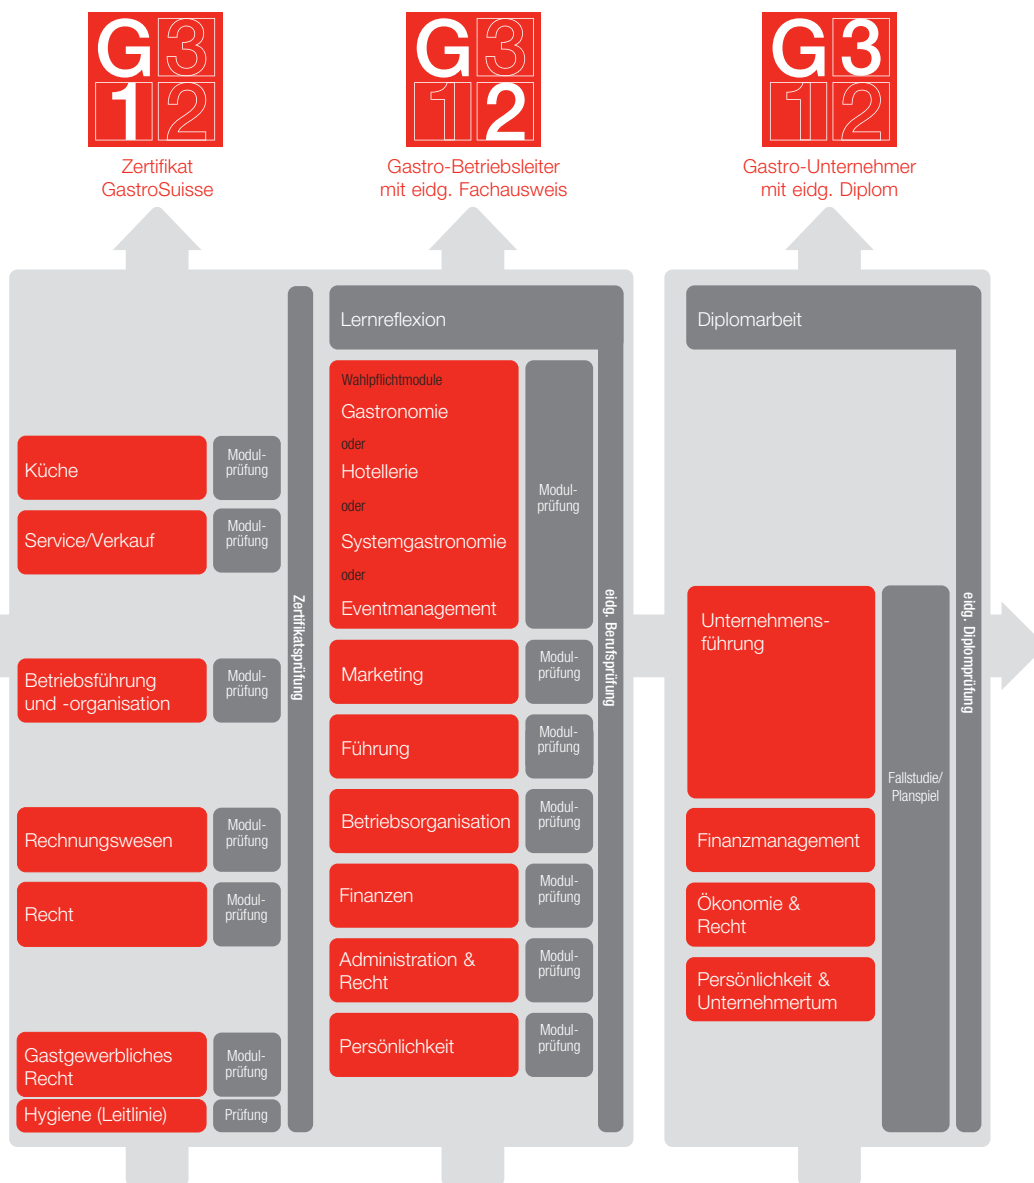 G 3
1 2
Zertifikat
GastroSuisse
G 3
1 2
Gastro-Betriebsleiter
mit eidg. Fachausweis
G 3
1 2
Gastro-Unternehmer
mit eidg. Diplom
Küche
Modul-
prüfung
Service/Verkauf
Modul-
prüfung
Betriebsführung
und -organisation
Modul-
prüfung
Rechnungswesen
Modul-
prüfung
Recht
Modul-
prüfung
Gastgewerbliches
Recht
Modul-
prüfung
Hygiene (Leitlinie)
Prüfung
Zertifikatsprüfung
Lernreflexion
Wahlpflichtmodule
Gastronomie
oder
Hotellerie
oder
Systemgastronomie
oder
Eventmanagement
Modul-
prüfung
Marketing
Modul-
prüfung
Führung
Modul-
prüfung
Betriebsorganisation
Modul-
prüfung
Finanzen
Modul-
prüfung
Administration &
Recht
Modul-
prüfung
Persönlichkeit
Modul-
prüfung
eidg. Berufsprüfung
Diplomarbeit
Unternehmens-
führung
Finanzmanagement
Ökonomie &
Recht
Persönlichkeit &
Unternehmertum
Fallstudie/
Planspiel
eidg. Diplomprüfung